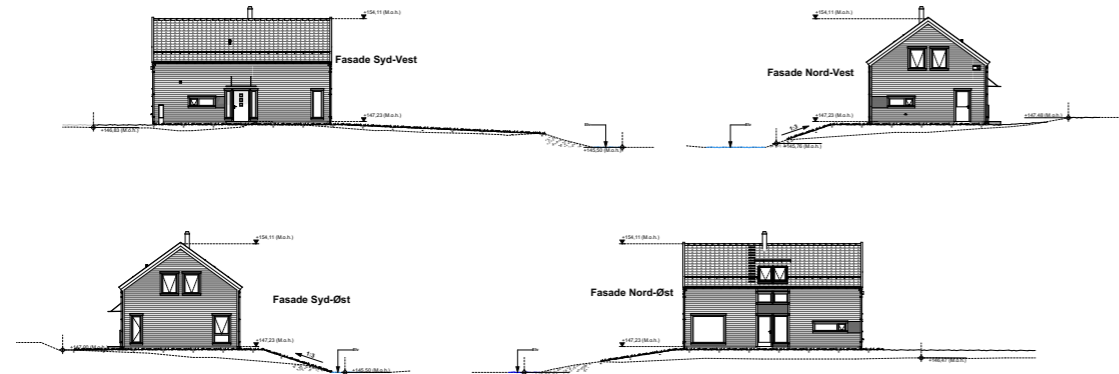 +154,11 (M.o.h.)
Fasade Syd-Vest
+147,23 (M.o.h.)
+146,83 (M.o.h.)
+145,50 (M.o.h.)
+154,11 (M.o.h.)
Fasade Nord-Vest
+147,23 (M.o.h.)
1:3
+147,48 (M.o.h.)
+145,76 (M.o.h.)
+154,11 (M.o.h.)
Fasade Syd-Øst
+147,23 (M.o.h.)
1:3
+145,50 (M.o.h.)
+154,11 (M.o.h.)
Fasade Nord-Øst
+147,23 (M.o.h.)